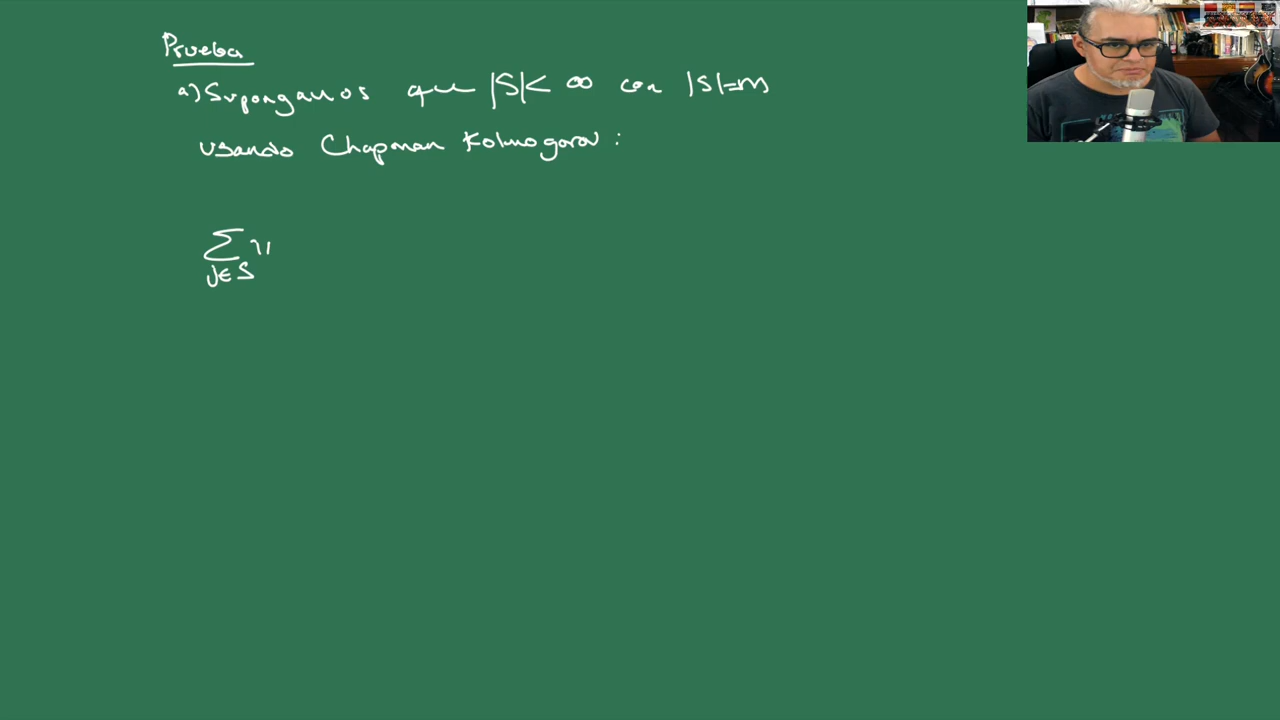 Prueba
a) Supongamos que |S| < ∞ con |S|=m
usando Chapman Kolmogorov :
∑ π
j∈S